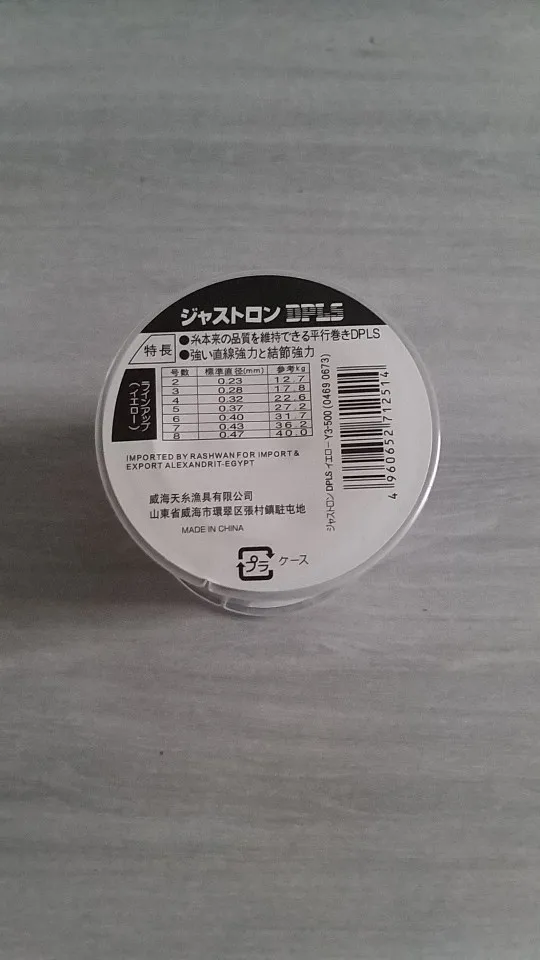 ジャストロン DPLS
特長
●糸本来の品質を維持できる平行巻きDPLS
●強い直線強力と結節強力
ラインアップ
(イエロー)
号数 標準直径(mm) 参考kg
2 0.23 12.7
3 0.28 17.8
4 0.32 22.6
5 0.37 27.2
6 0.40 31.7
7 0.43 36.2
8 0.47 40.0
IMPORTED BY RASHWAN FOR IMPORT &
EXPORT ALEXANDRIT-EGYPT
威海天糸漁具有限公司
山東省威海市環翠区張村鎮駐屯地
MADE IN CHINA
プラ ケース
ジャストロン DPLS イエローY3-500 (0469 0673)
4 960652 712514